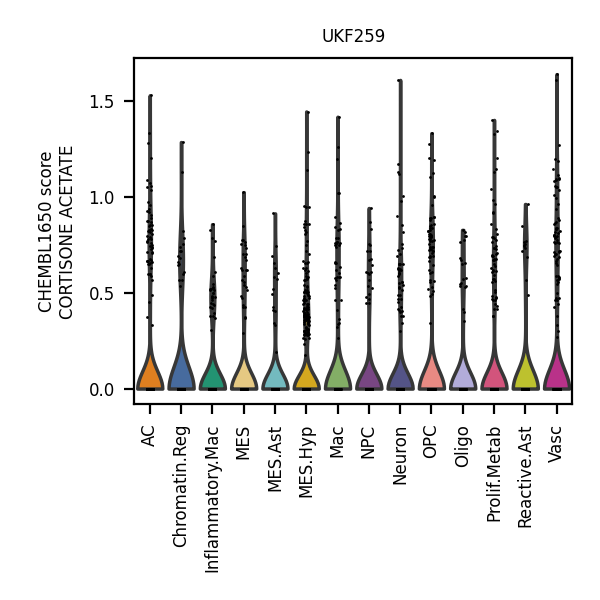 UKF259
CHEMBL1650 score
CORTISONE ACETATE
1.5
1.0
0.5
0.0
AC
Chromatin.Reg
Inflammatory.Mac
MES
MES.Ast
MES.Hyp
Mac
NPC
Neuron
OPC
Oligo
Prolif.Metab
Reactive.Ast
Vasc